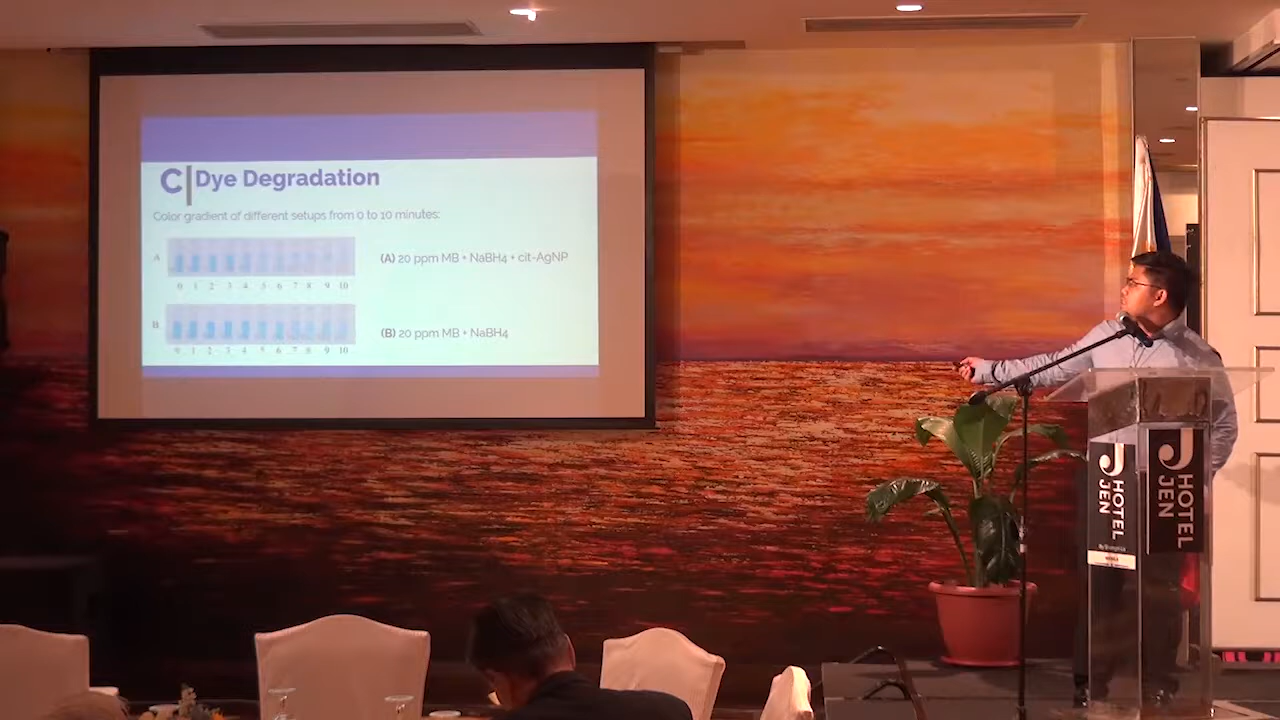 C| Dye Degradation
Color gradient of different setups from 0 to 10 minutes:
A
(A) 20 ppm MB + NaBH4 + cit-AgNP
0 1 2 3 4 5 6 7 8 9 10
B
(B) 20 ppm MB + NaBH4
0 1 2 3 4 5 6 7 8 9 10
HOTEL
JEN
HOTEL
JEN